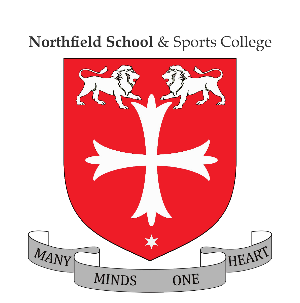 Northfield School & Sports College
MANY MINDS ONE HEART